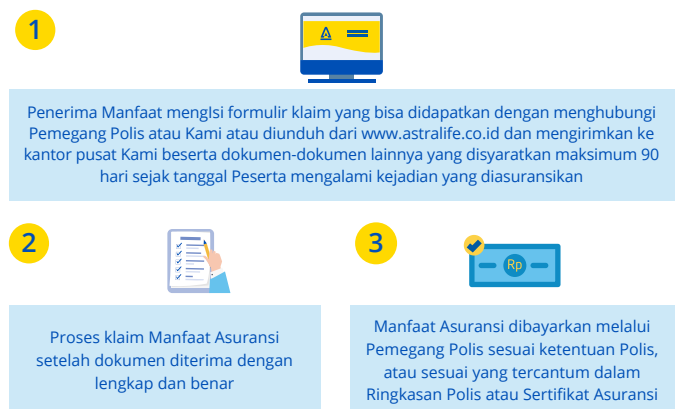 1
Penerima Manfaat mengIsi formulir klaim yang bisa didapatkan dengan menghubungi
Pemegang Polis atau Kami atau diunduh dari www.astralife.co.id dan mengirimkan ke
kantor pusat Kami beserta dokumen-dokumen lainnya yang disyaratkan maksimum 90
hari sejak tanggal Peserta mengalami kejadian yang diasuransikan
2
Proses klaim Manfaat Asuransi
setelah dokumen diterima dengan
lengkap dan benar
3
Rp
Manfaat Asuransi dibayarkan melalui
Pemegang Polis sesuai ketentuan Polis,
atau sesuai yang tercantum dalam
Ringkasan Polis atau Sertifikat Asuransi